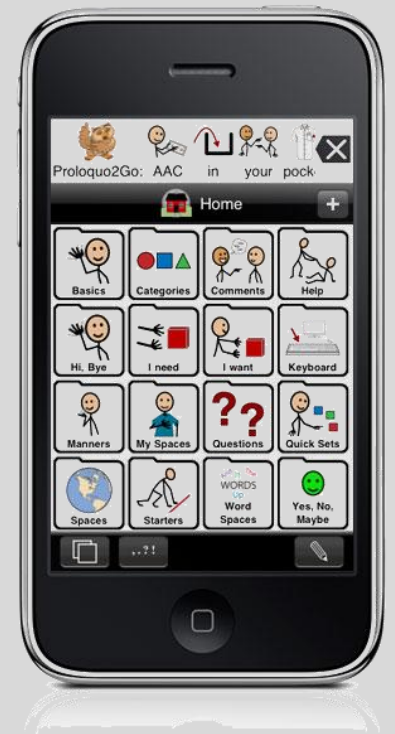 Proloquo2Go: AAC in your pock
Home +
Basics Categories Comments Help
Hi, Bye I need I want Keyboard
Manners My Spaces ?? Questions Quick Sets
WORDS
Up
Spaces Starters Word Spaces Yes, No, Maybe
,.?!